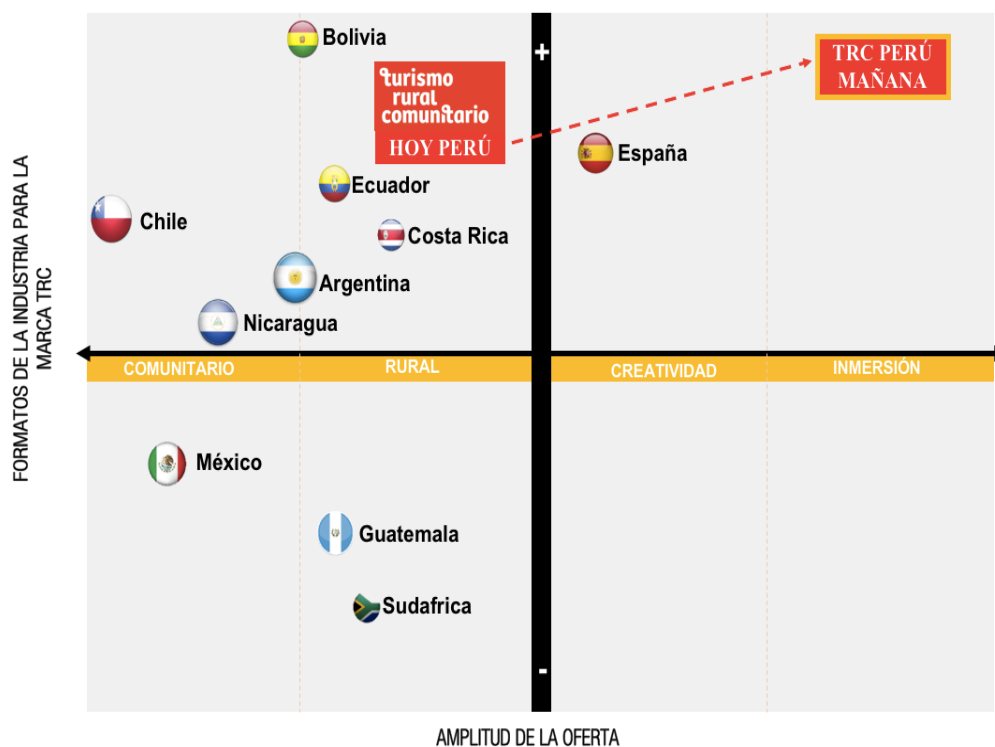 Bolivia
+
TRC PERÚ
MAÑANA
turismo
rural
comunitario
HOY PERÚ
España
Ecuador
Chile
Costa Rica
Argentina
Nicaragua
FORMATOS DE LA INDUSTRIA PARA LA
MARCA TRC
COMUNITARIO
RURAL
CREATIVIDAD
INMERSIÓN
México
Guatemala
Sudafrica
-
AMPLITUD DE LA OFERTA